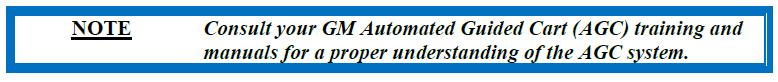 NOTE Consult your GM Automated Guided Cart (AGC) training and
manuals for a proper understanding of the AGC system.